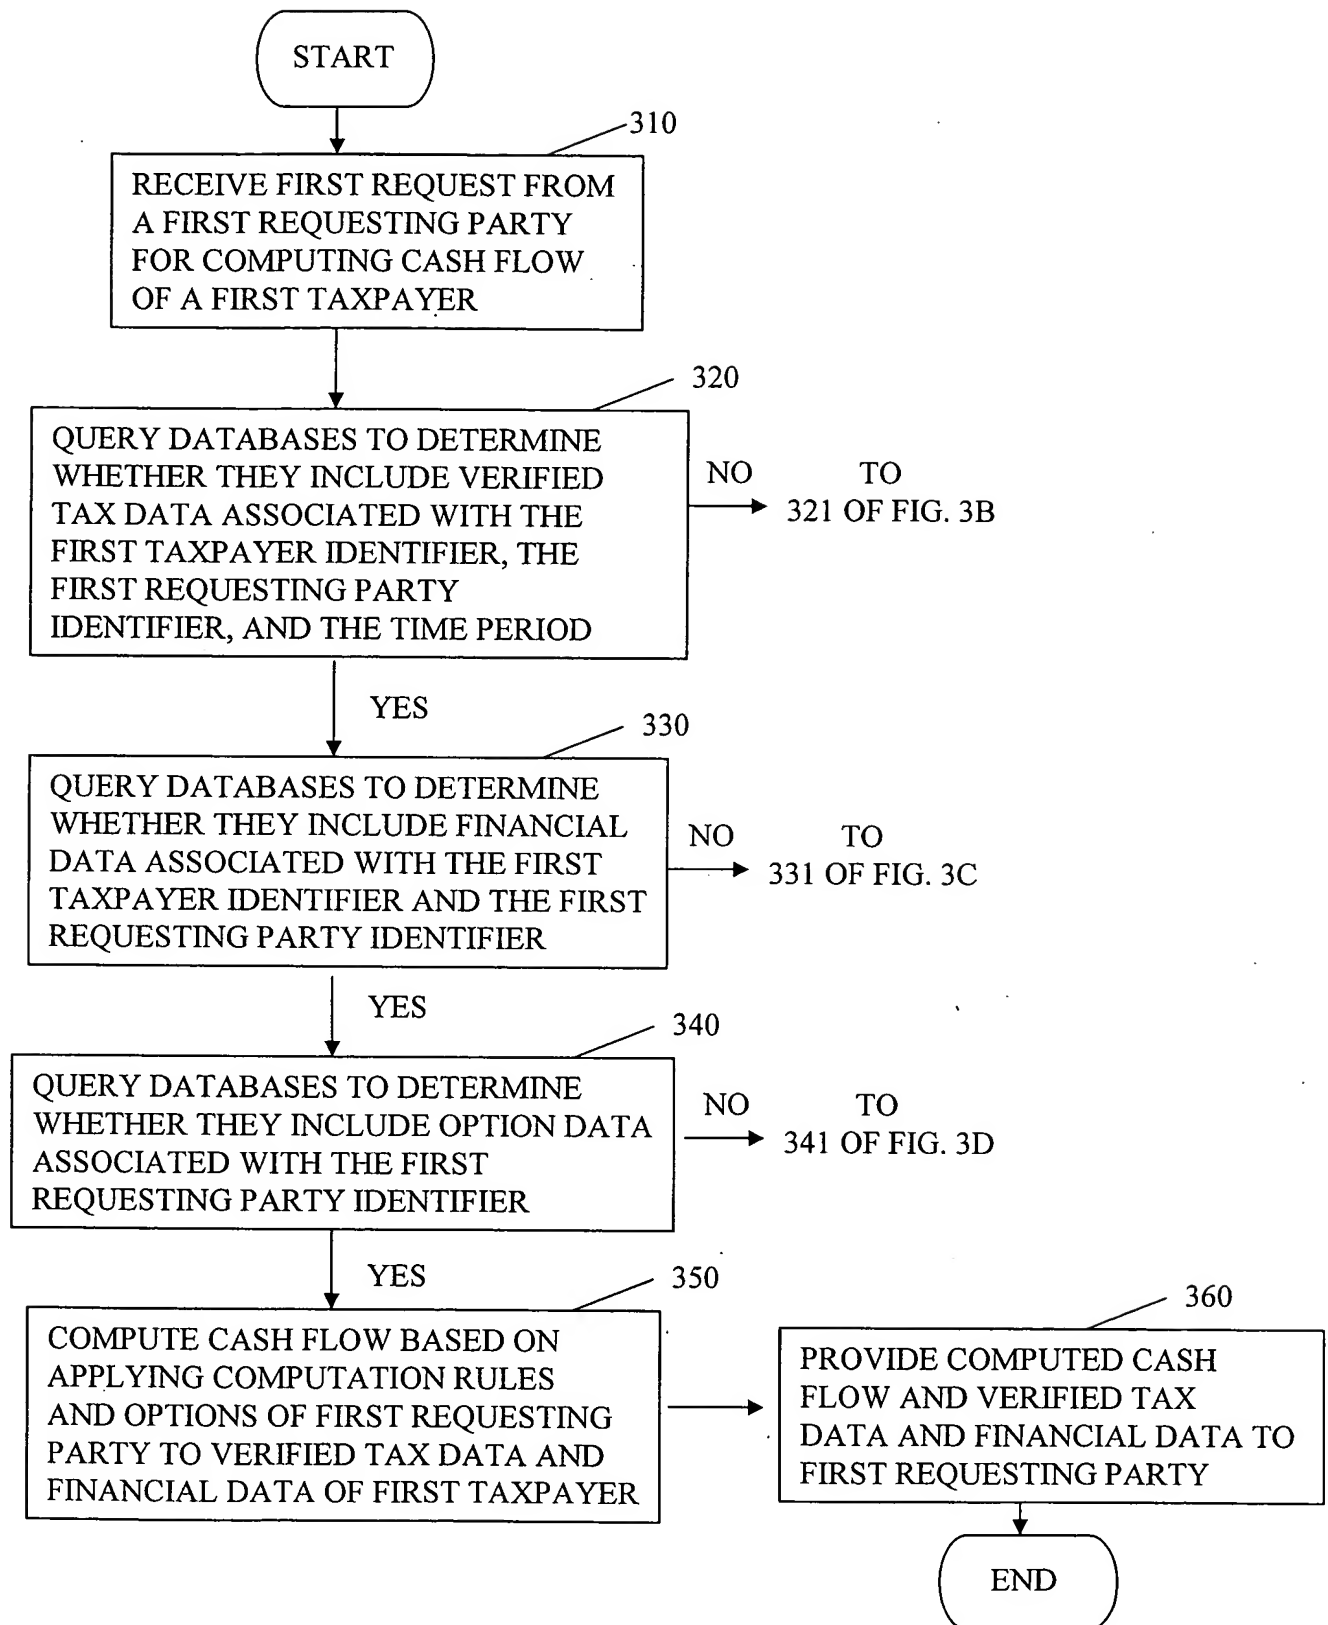 START
310
RECEIVE FIRST REQUEST FROM
A FIRST REQUESTING PARTY
FOR COMPUTING CASH FLOW
OF A FIRST TAXPAYER
320
QUERY DATABASES TO DETERMINE
WHETHER THEY INCLUDE VERIFIED
TAX DATA ASSOCIATED WITH THE
FIRST TAXPAYER IDENTIFIER, THE
FIRST REQUESTING PARTY
IDENTIFIER, AND THE TIME PERIOD
NO TO
321 OF FIG. 3B
YES
330
QUERY DATABASES TO DETERMINE
WHETHER THEY INCLUDE FINANCIAL
DATA ASSOCIATED WITH THE FIRST
TAXPAYER IDENTIFIER AND THE FIRST
REQUESTING PARTY IDENTIFIER
NO TO
331 OF FIG. 3C
YES
340
QUERY DATABASES TO DETERMINE
WHETHER THEY INCLUDE OPTION DATA
ASSOCIATED WITH THE FIRST
REQUESTING PARTY IDENTIFIER
NO TO
341 OF FIG. 3D
YES
350
COMPUTE CASH FLOW BASED ON
APPLYING COMPUTATION RULES
AND OPTIONS OF FIRST REQUESTING
PARTY TO VERIFIED TAX DATA AND
FINANCIAL DATA OF FIRST TAXPAYER
360
PROVIDE COMPUTED CASH
FLOW AND VERIFIED TAX
DATA AND FINANCIAL DATA TO
FIRST REQUESTING PARTY
END